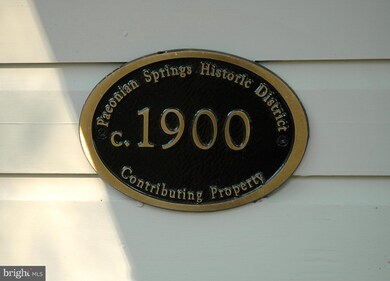 Paeonian Springs Historic District
c. 1900
Contributing Property
bright MLS